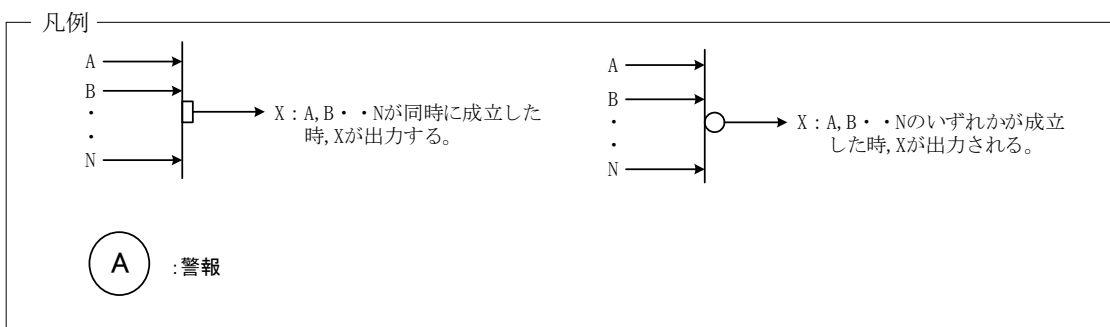 凡例
A
B
・
・
N
X：A,B・・Nが同時に成立した
時,Xが出力する。
A
B
・
・
N
X：A,B・・Nのいずれかが成立
した時,Xが出力される。
A
:警報